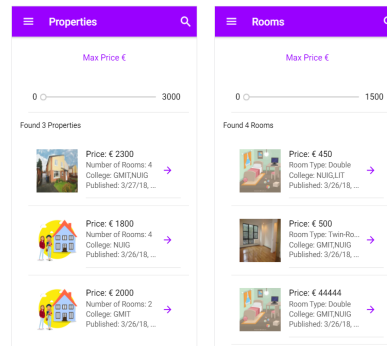 Properties
Max Price €
0
3000
Found 3 Properties
Price: € 2300
Number of Rooms: 4
College: GMIT,NUIG
Published: 3/27/18, ...
Price: € 1800
Number of Rooms: 4
College: NUIG
Published: 3/26/18, ...
Price: € 2000
Number of Rooms: 2
College: GMIT
Published: 3/26/18, ...
Rooms
Max Price €
0
1500
Found 4 Rooms
Price: € 450
Room Type: Double
College: NUIG,LIT
Published: 3/26/18, ...
Price: € 500
Room Type: Twin-Ro...
College: GMIT,NUIG
Published: 3/26/18, ...
Price: € 44444
Room Type: Double
College: GMIT,NUIG
Published: 3/26/18, ...